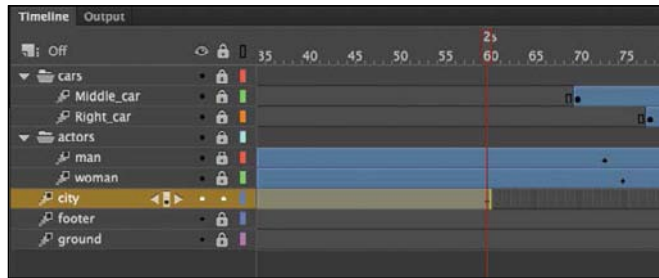 Timeline Output
2s
Off 35 40 45 50 55 60 65 70 75
cars
Middle_car
Right_car
actors
man
woman
city
footer
ground